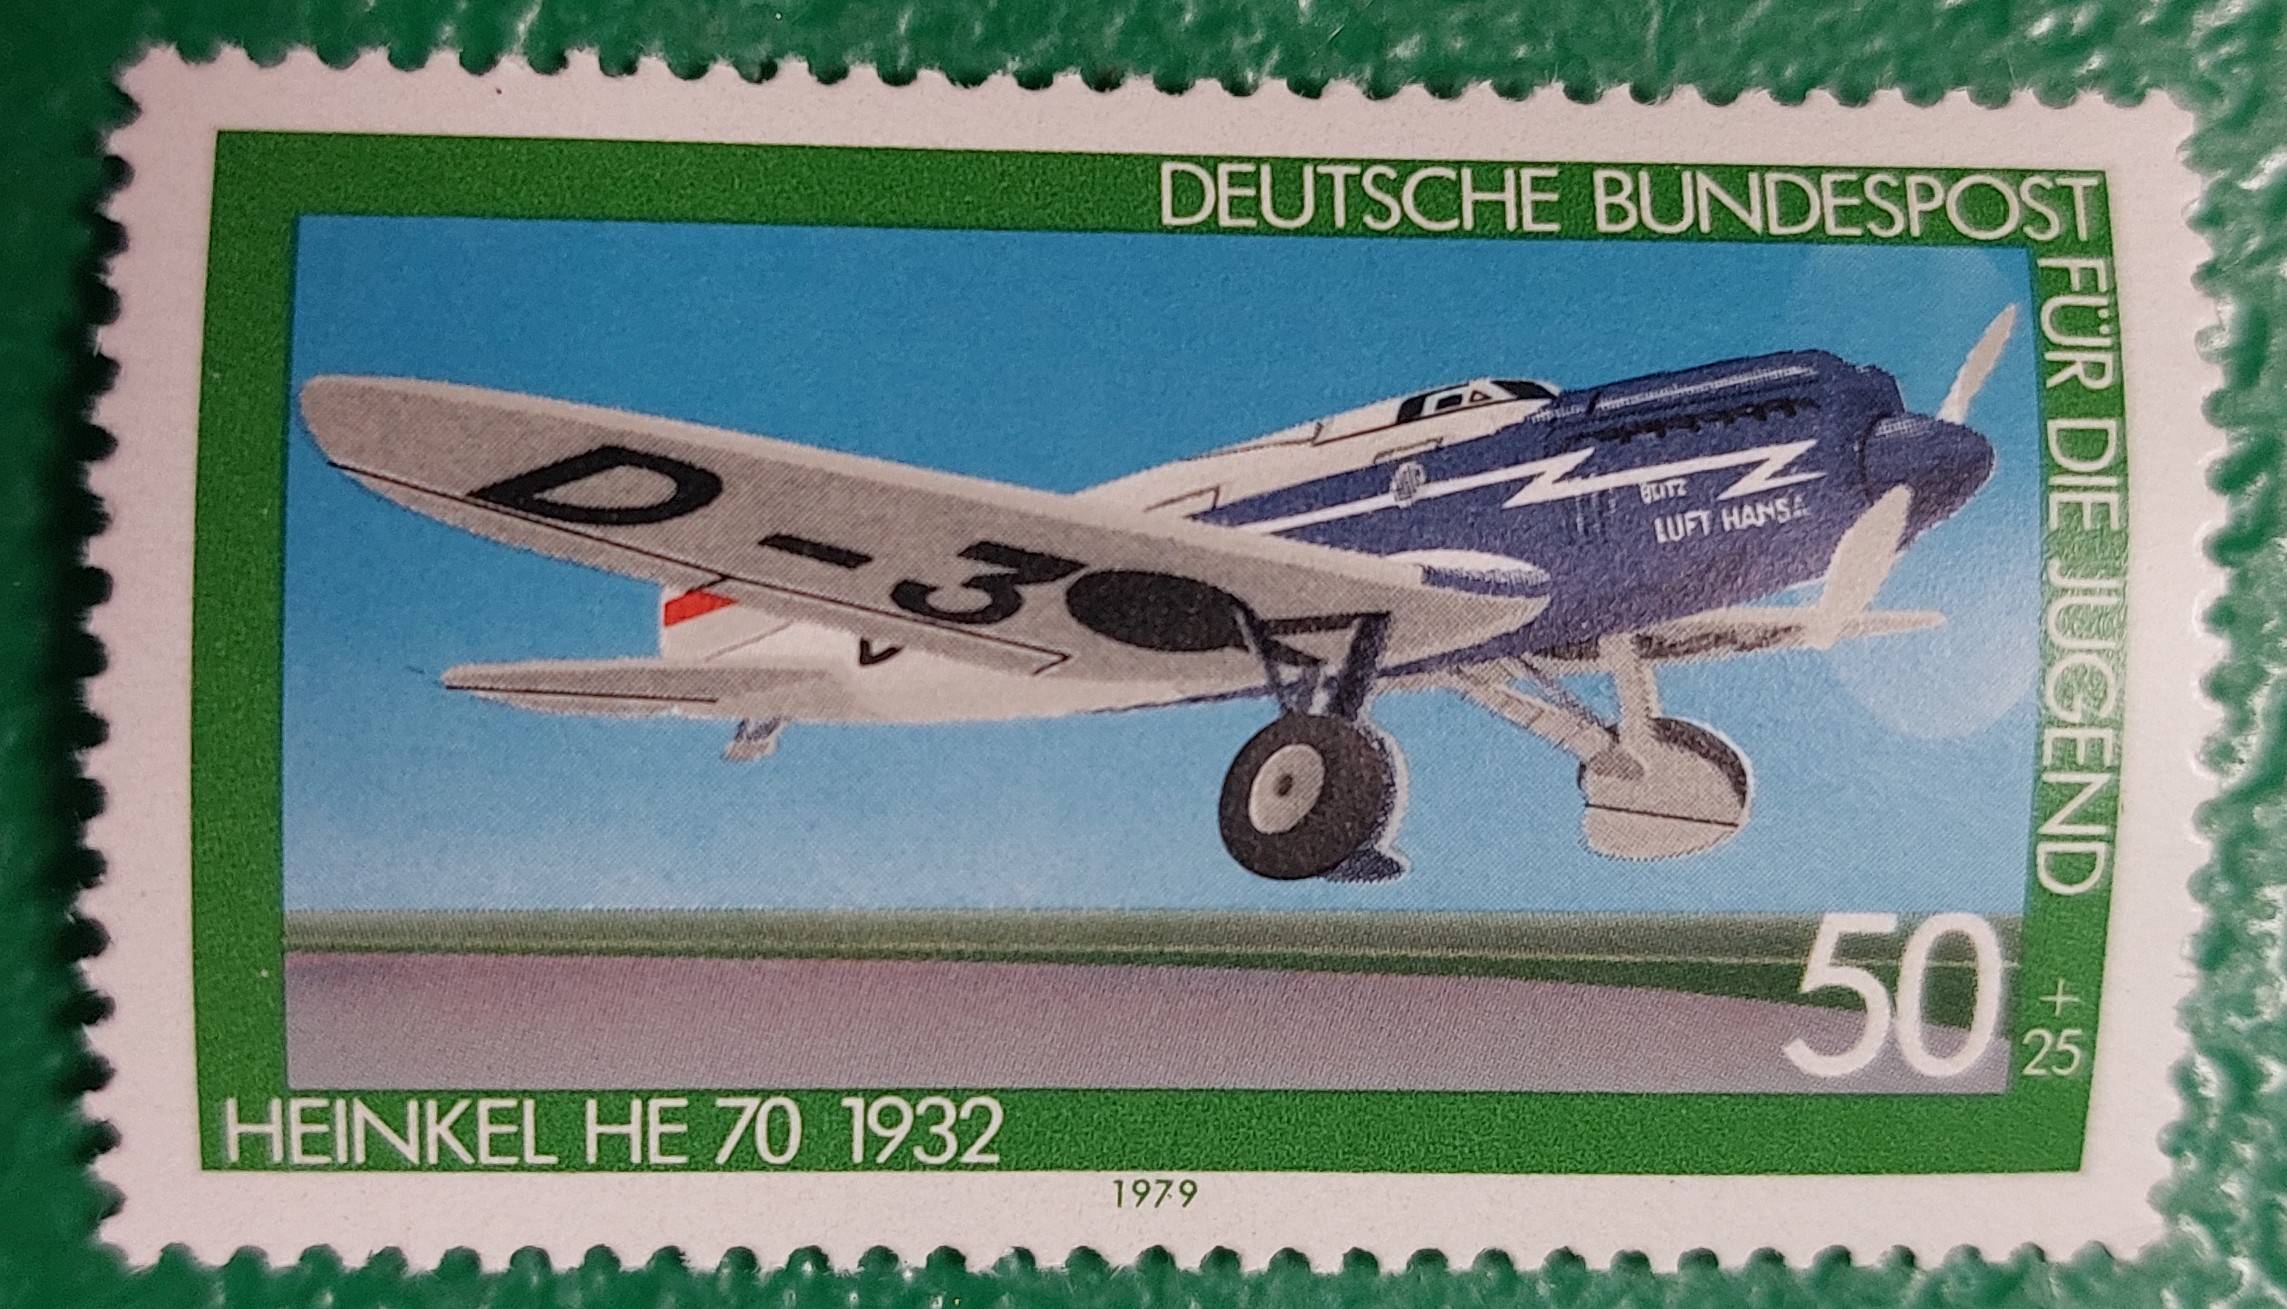 DEUTSCHE BUNDESPOST
FÜR DIE JUGEND
D-3
BLITZ
LUFT HANSA
50
+
25
HEINKEL HE 70 1932
1979